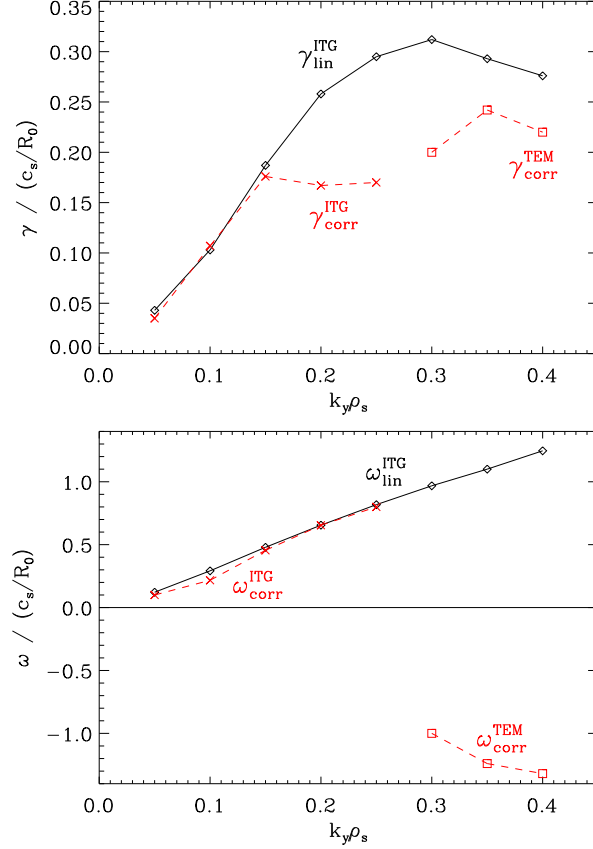 0.35
0.30
0.25
0.20
0.15
0.10
0.05
0.00
γ / (c_s/R_0)
γ_lin^ITG
γ_corr^TEM
γ_corr^ITG
0.0 0.1 0.2 0.3 0.4
k_yρ_s
1.0
0.5
0.0
−0.5
−1.0
ω / (c_s/R_0)
ω_lin^ITG
ω_corr^ITG
ω_corr^TEM
0.0 0.1 0.2 0.3 0.4
k_yρ_s